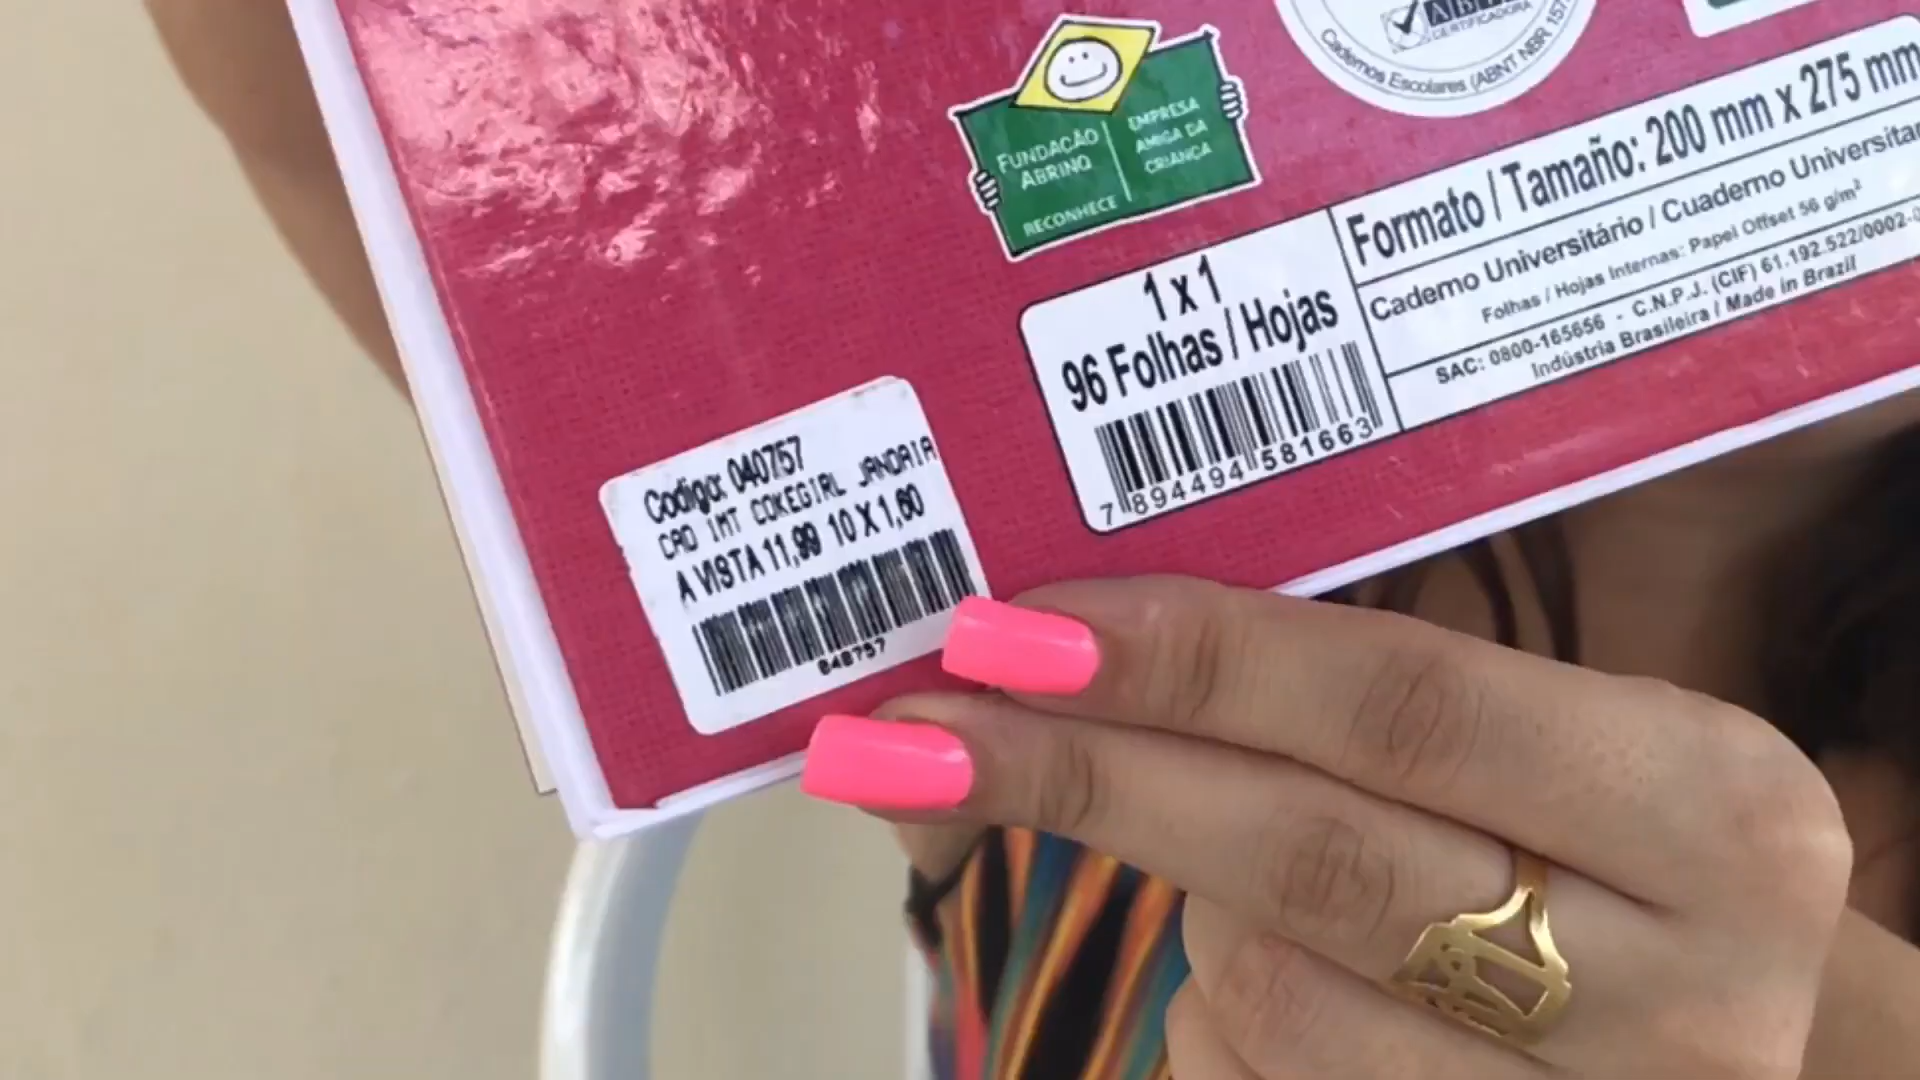 CERTIFICADORA
Cadernos Escolares (ABNT NBR 157
FUNDAÇÃO
ABRINQ
RECONHECE
EMPRESA
AMIGA DA
CRIANÇA
Formato / Tamaño: 200 mm x 275 mm
Caderno Universitário / Cuaderno Universitar
Folhas / Hojas Internas: Papel Offset 56 g/m²
SAC: 0800-165656 - C.N.P.J. (CIF) 61.192.522/0002-
Indústria Brasileira / Made in Brazil
1 x 1
96 Folhas / Hojas
7 894494 581663
Codigo: 040757
CAD 1MT COKEGIRL JANDAIA
A VISTA 11,99 10 X 1,60
040757